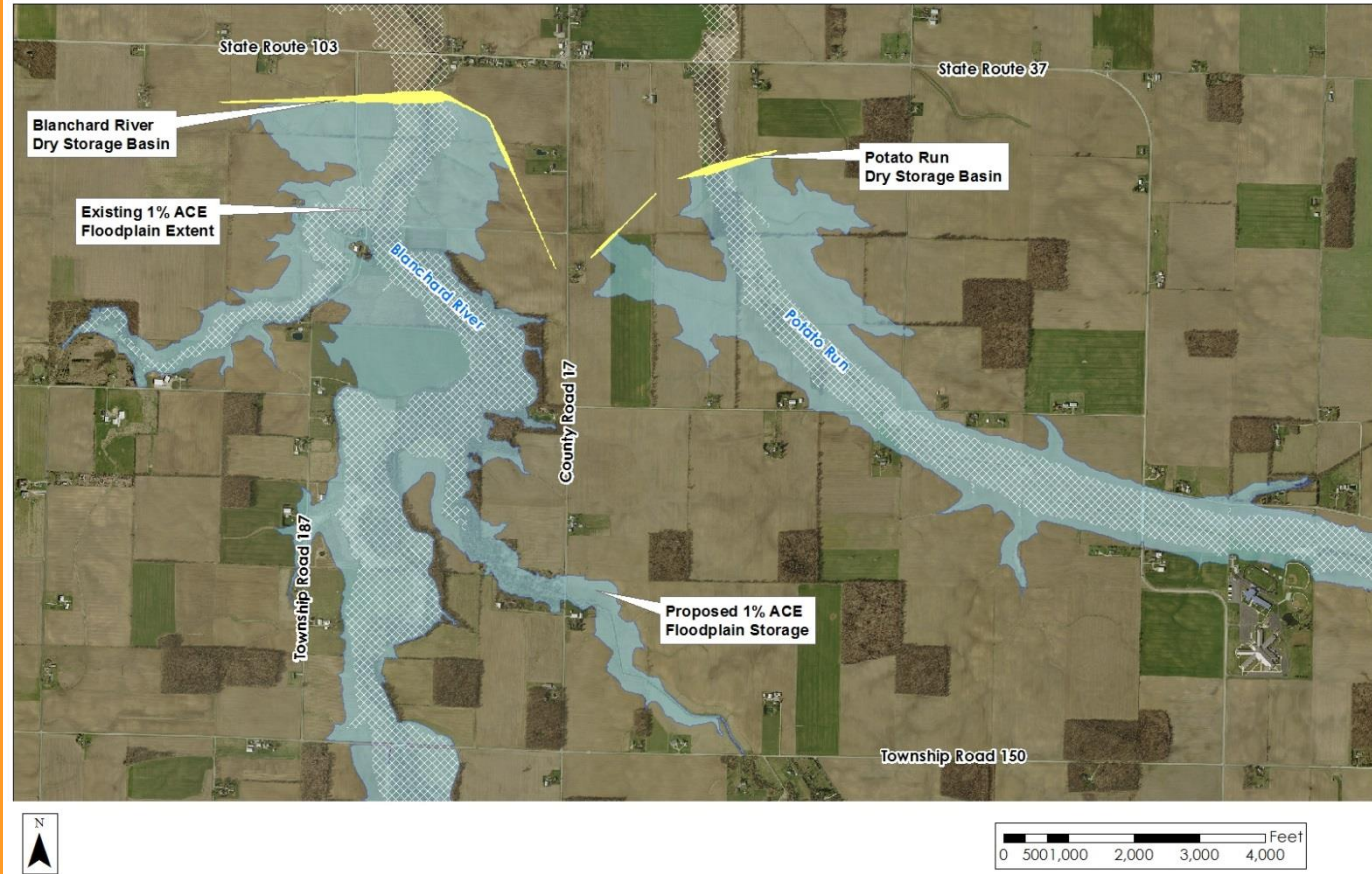 State Route 103
State Route 37
Blanchard River
Dry Storage Basin
Potato Run
Dry Storage Basin
Existing 1% ACE
Floodplain Extent
Blanchard River
Potato Run
County Road 17
Township Road 187
Proposed 1% ACE
Floodplain Storage
Township Road 150
N
Feet
0 500 1,000 2,000 3,000 4,000